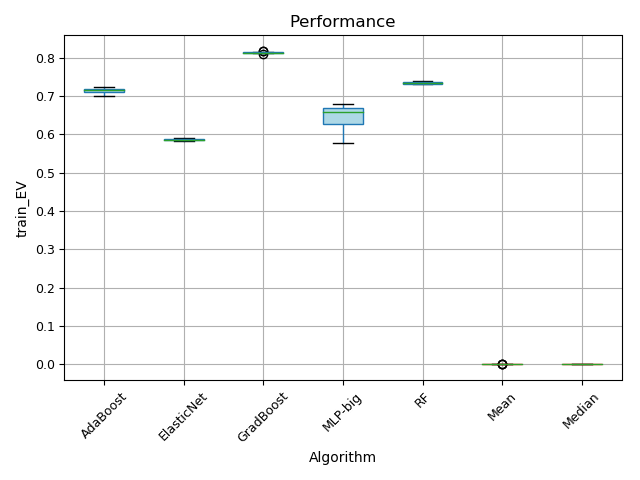 Performance
train_EV
0.8
0.7
0.6
0.5
0.4
0.3
0.2
0.1
0.0
AdaBoost
ElasticNet
GradBoost
MLP-big
RF
Mean
Median
Algorithm